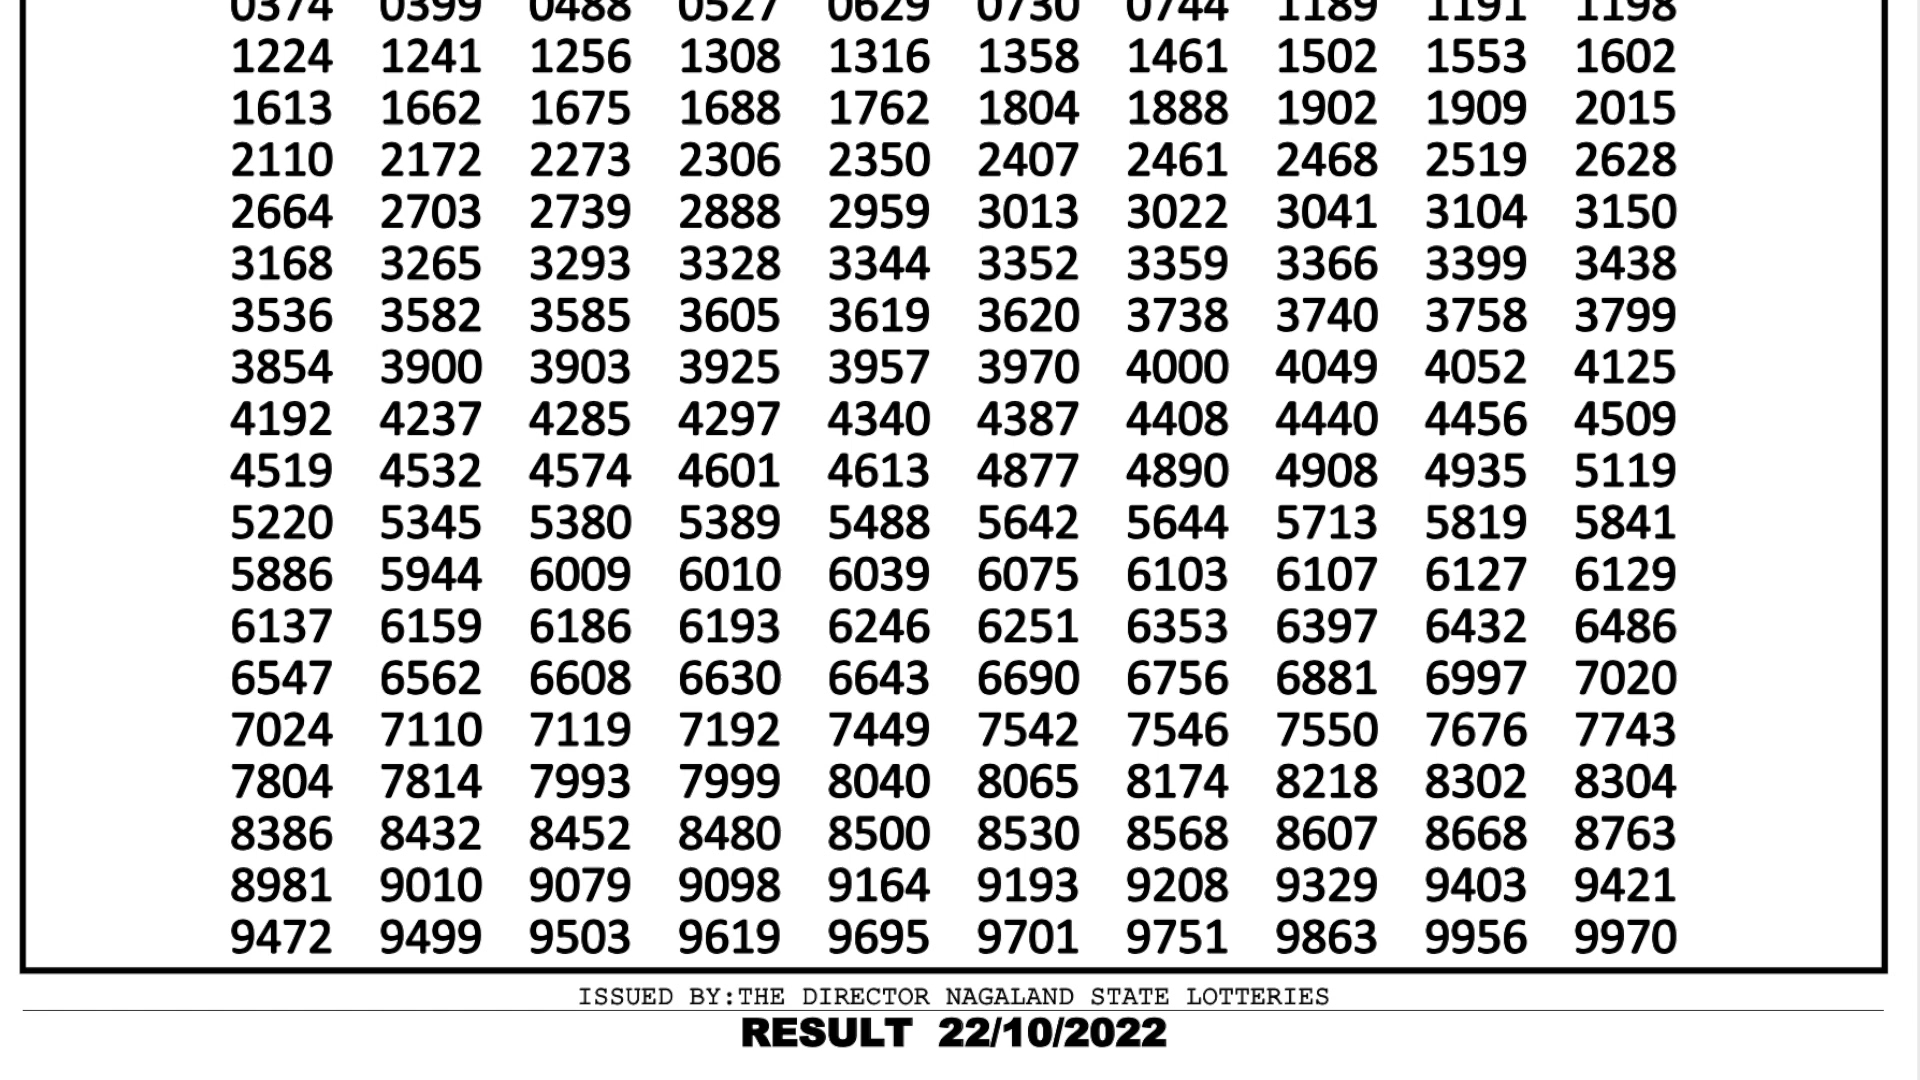 0374 0399 0488 0527 0629 0730 0744 1189 1191 1198
1224 1241 1256 1308 1316 1358 1461 1502 1553 1602
1613 1662 1675 1688 1762 1804 1888 1902 1909 2015
2110 2172 2273 2306 2350 2407 2461 2468 2519 2628
2664 2703 2739 2888 2959 3013 3022 3041 3104 3150
3168 3265 3293 3328 3344 3352 3359 3366 3399 3438
3536 3582 3585 3605 3619 3620 3738 3740 3758 3799
3854 3900 3903 3925 3957 3970 4000 4049 4052 4125
4192 4237 4285 4297 4340 4387 4408 4440 4456 4509
4519 4532 4574 4601 4613 4877 4890 4908 4935 5119
5220 5345 5380 5389 5488 5642 5644 5713 5819 5841
5886 5944 6009 6010 6039 6075 6103 6107 6127 6129
6137 6159 6186 6193 6246 6251 6353 6397 6432 6486
6547 6562 6608 6630 6643 6690 6756 6881 6997 7020
7024 7110 7119 7192 7449 7542 7546 7550 7676 7743
7804 7814 7993 7999 8040 8065 8174 8218 8302 8304
8386 8432 8452 8480 8500 8530 8568 8607 8668 8763
8981 9010 9079 9098 9164 9193 9208 9329 9403 9421
9472 9499 9503 9619 9695 9701 9751 9863 9956 9970
ISSUED BY:THE DIRECTOR NAGALAND STATE LOTTERIES
RESULT 22/10/2022